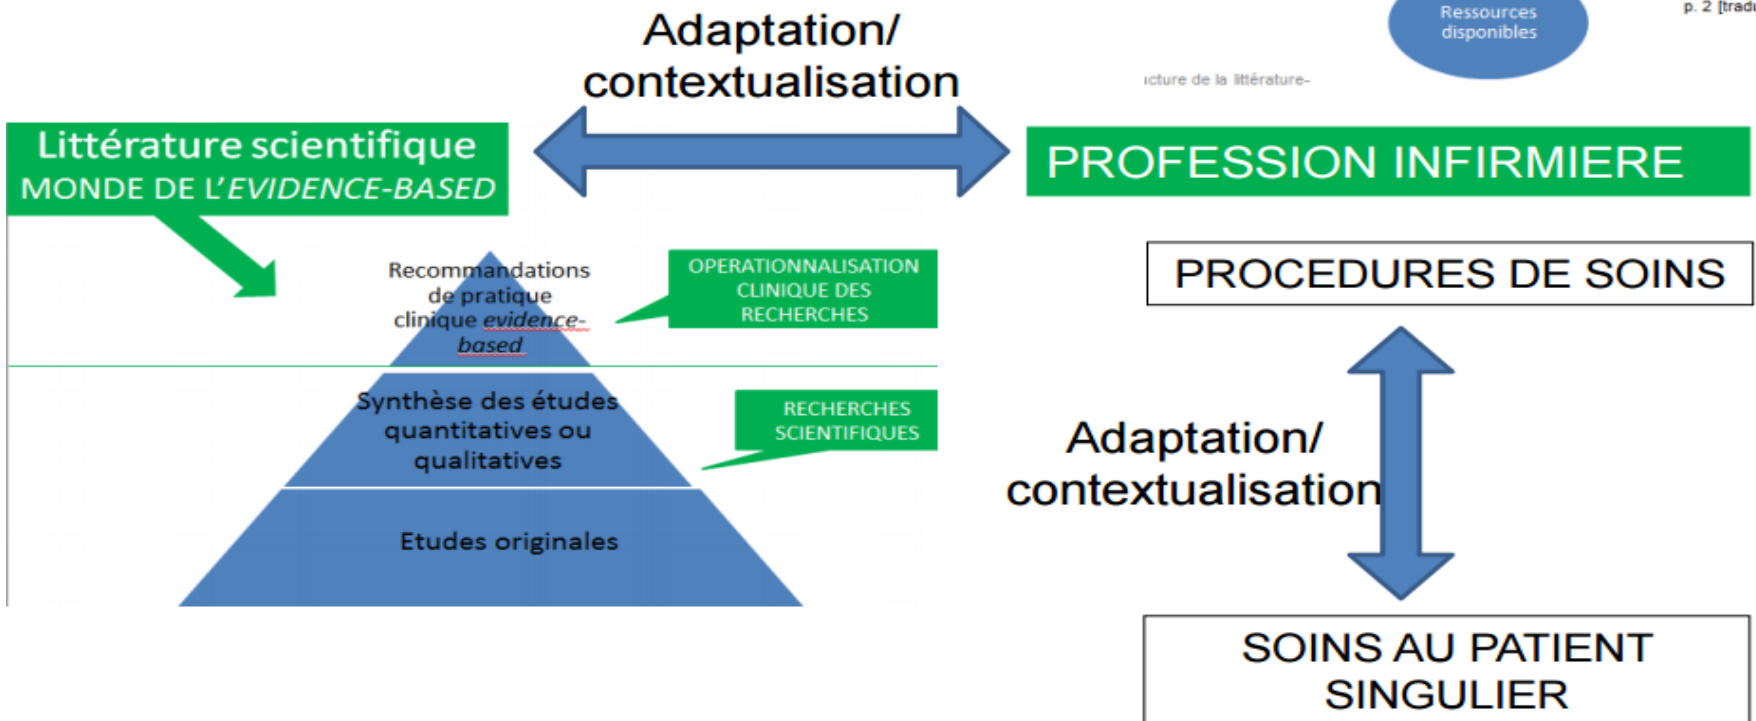 Adaptation/
contextualisation
Ressources
disponibles
p. 2
de la littérature-
Littérature scientifique
MONDE DE L'EVIDENCE-BASED
PROFESSION INFIRMIERE
Recommandations
de pratique
clinique evidence-
based
OPERATIONNALISATION
CLINIQUE DES
RECHERCHES
PROCEDURES DE SOINS
Synthèse des études
quantitatives ou
qualitatives
RECHERCHES
SCIENTIFIQUES
Adaptation/
contextualisation
Etudes originales
SOINS AU PATIENT
SINGULIER